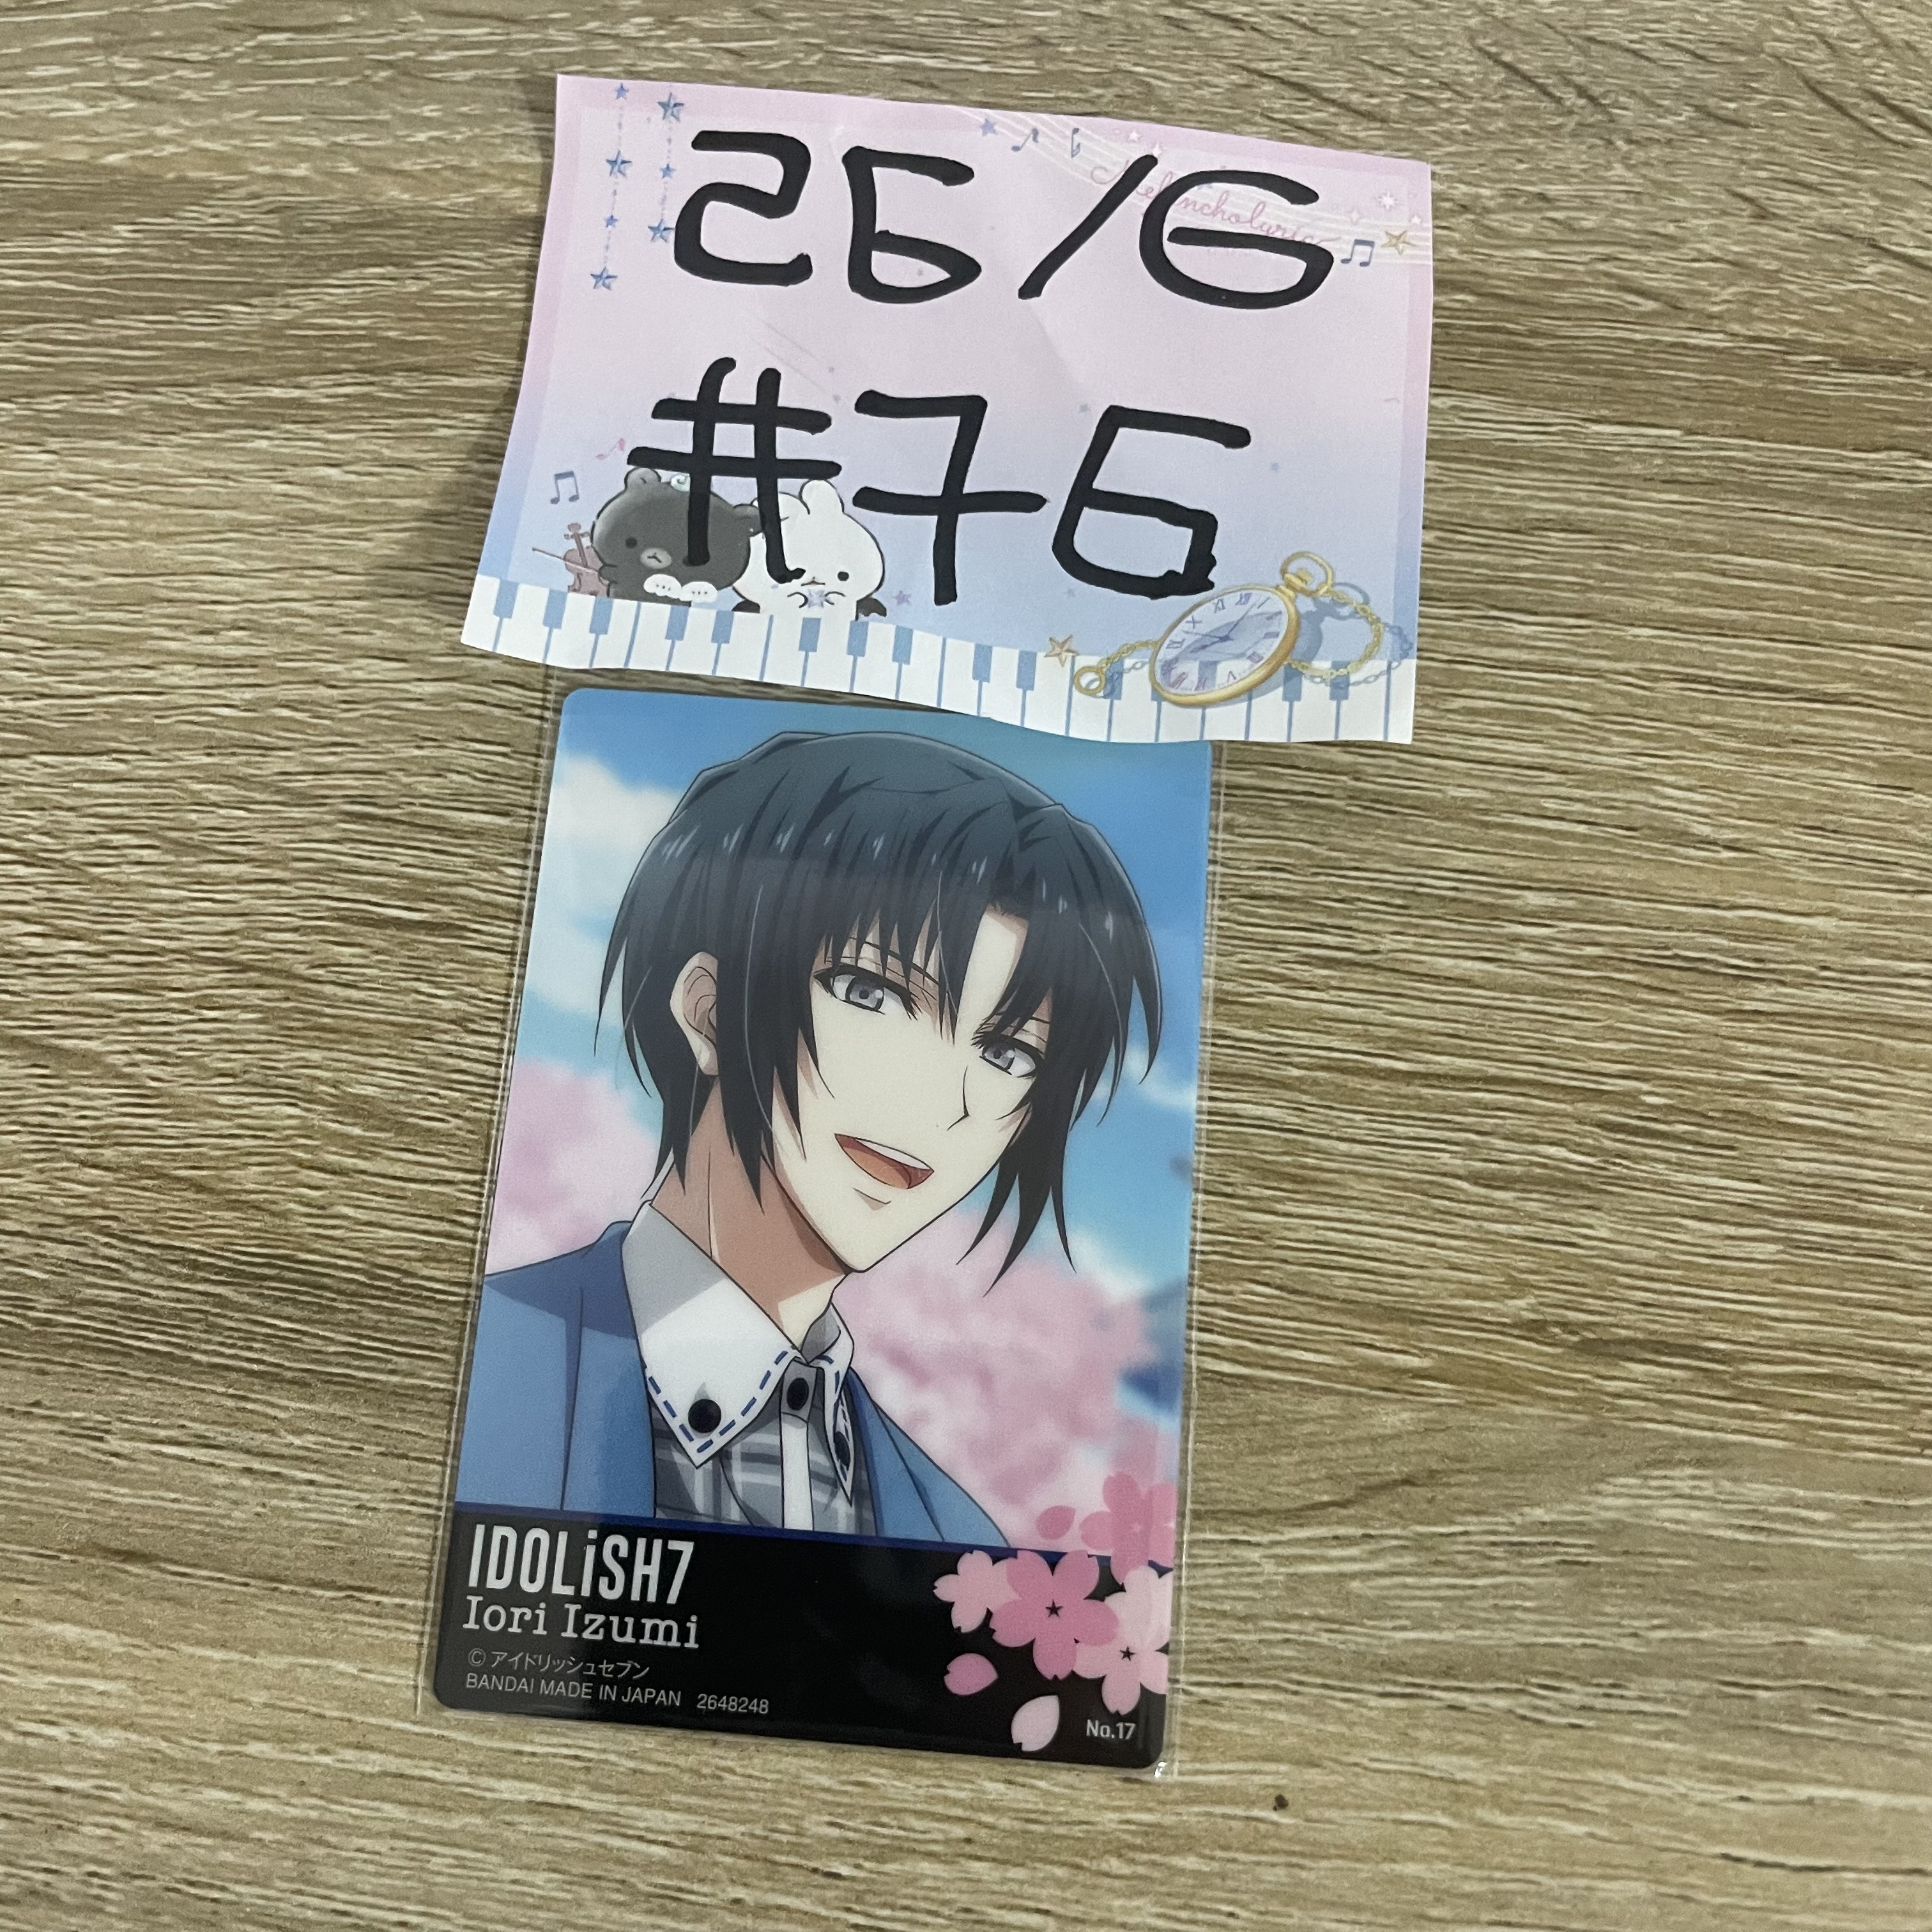 26/6
Melancholuric
#76
IDOLiSH7
Iori Izumi
© アイドリッシュセブン
BANDAI MADE IN JAPAN 2648248
No.17